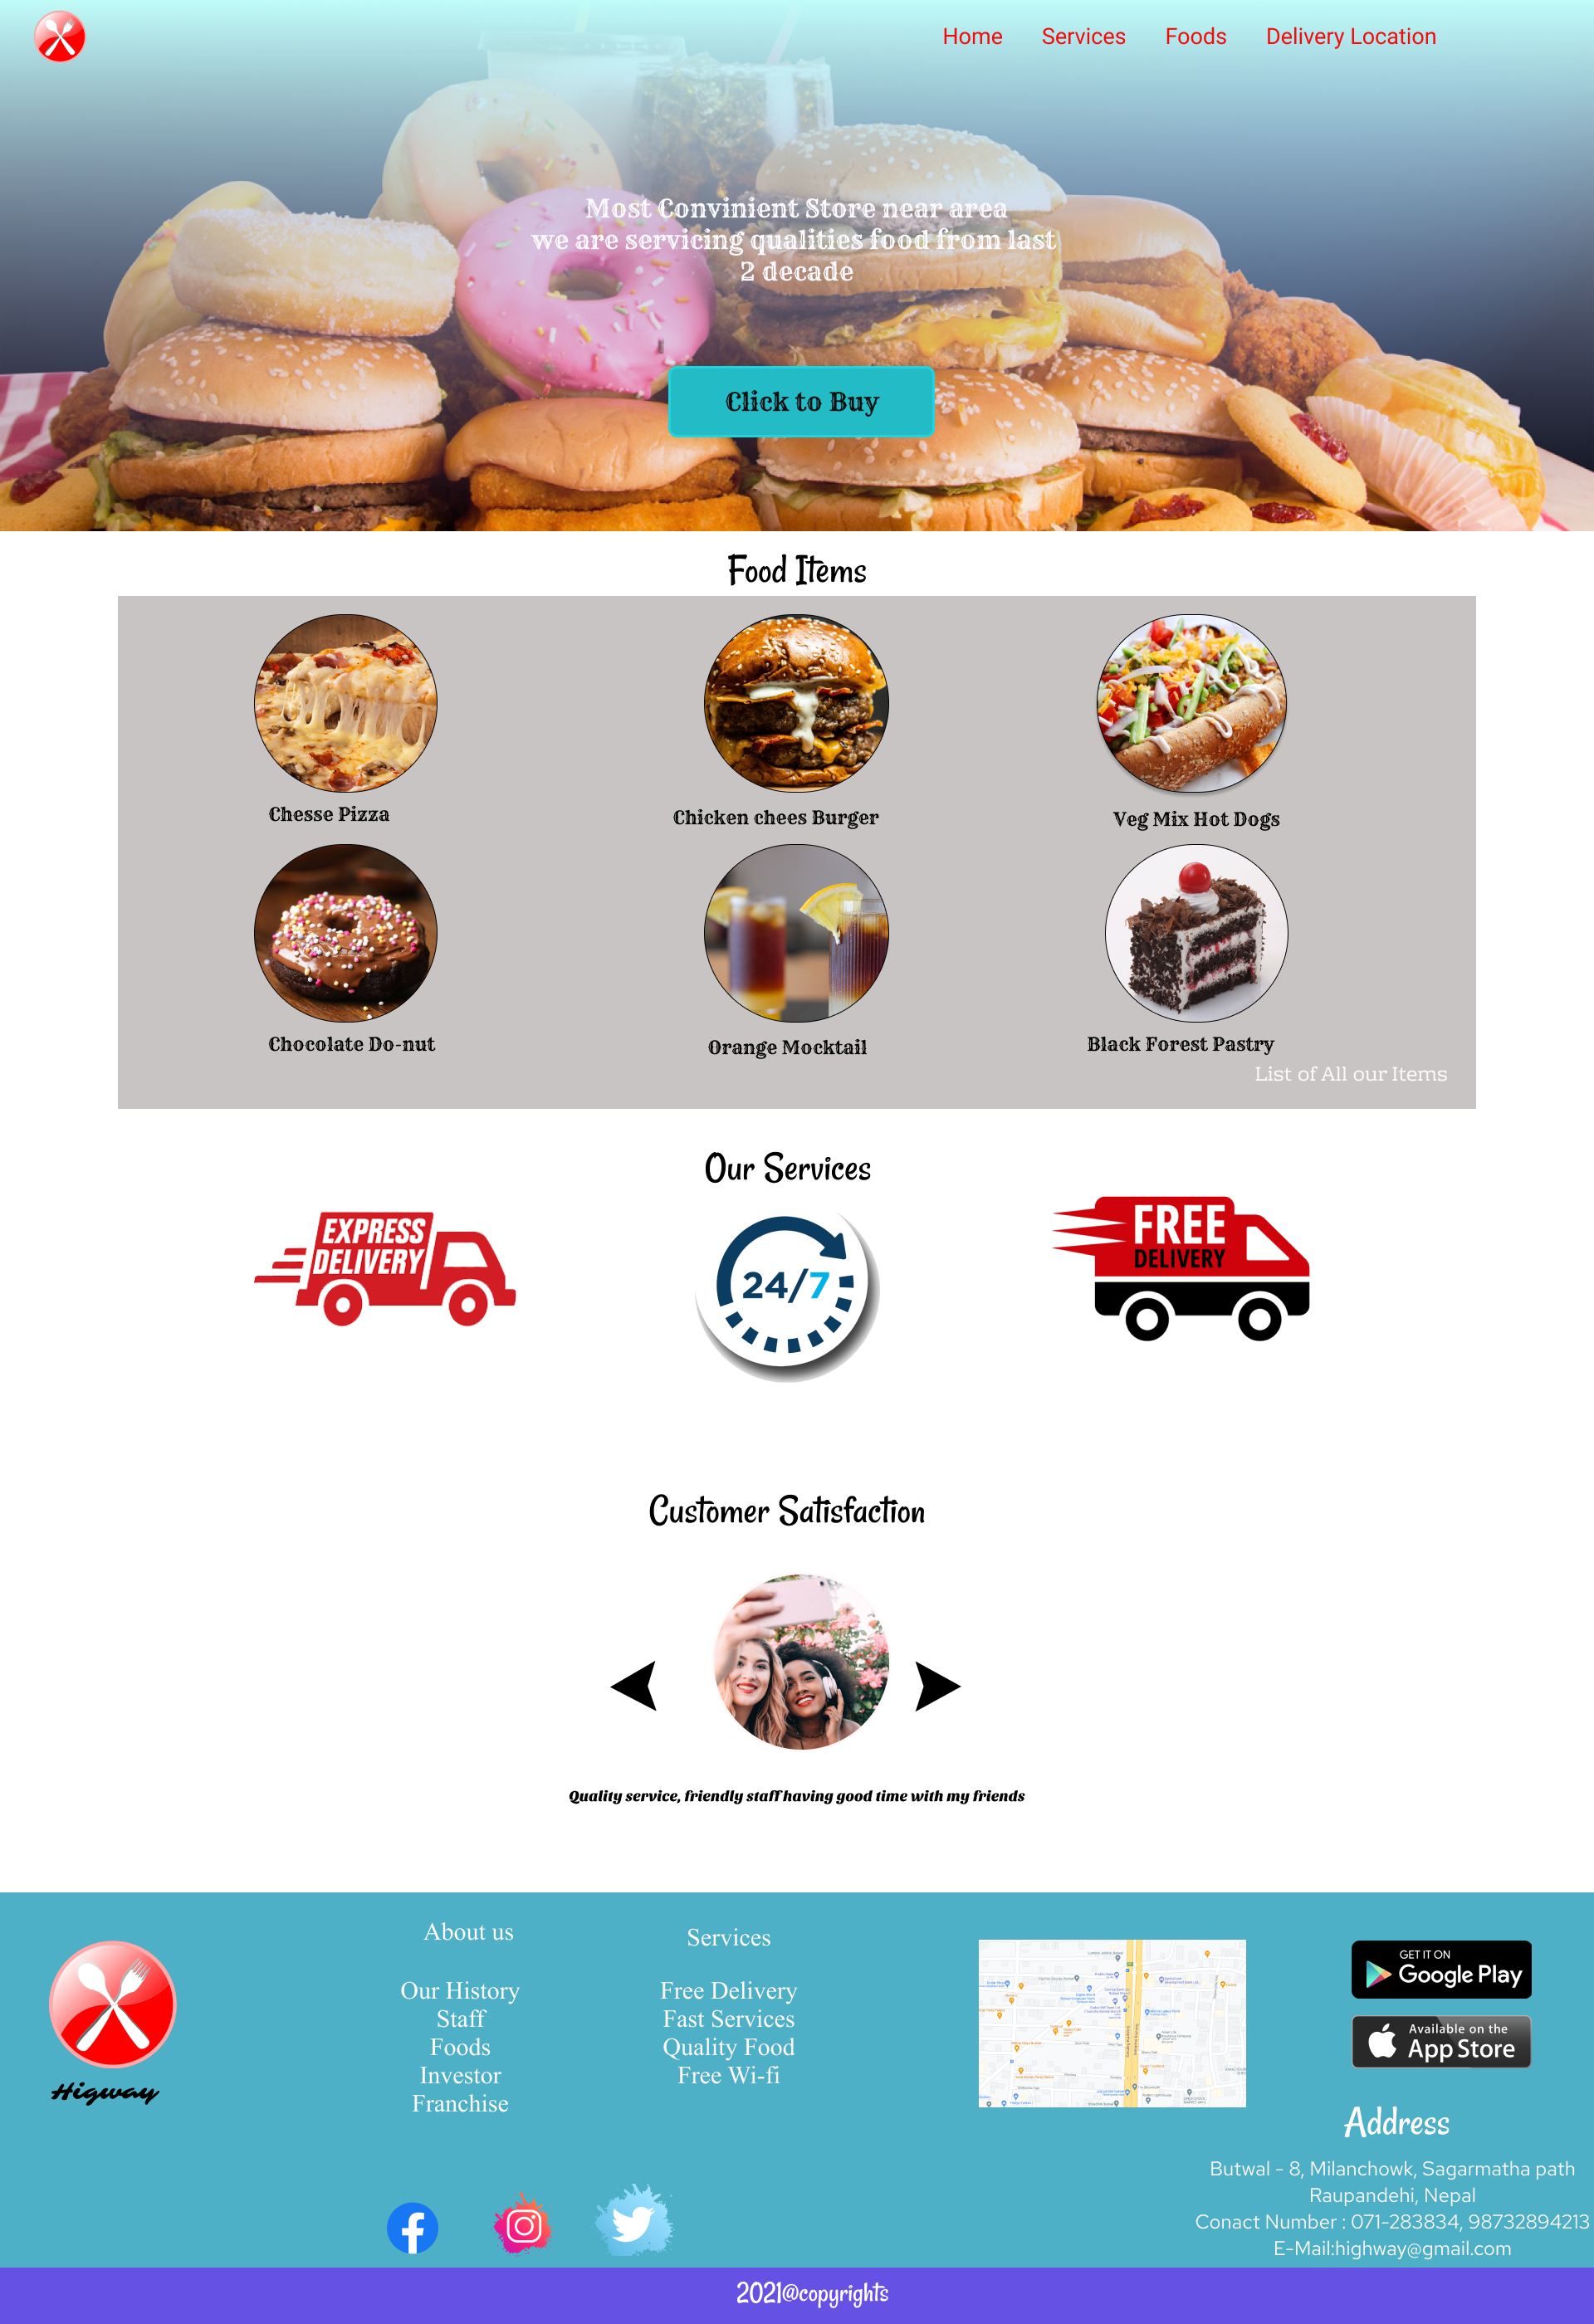 Home Services Foods Delivery Location
Most Convinient Store near area
we are servicing qualities food from last
2 decade
Click to Buy
Food Items
Chesse Pizza
Chicken chees Burger
Veg Mix Hot Dogs
Chocolate Do-nut
Orange Mocktail
Black Forest Pastry
List of All our Items
Our Services
EXPRESS
DELIVERY
24/7
FREE
DELIVERY
Customer Satisfaction
Quality service, friendly staff having good time with my friends
Higway
About us
Our History
Staff
Foods
Investor
Franchise
Services
Free Delivery
Fast Services
Quality Food
Free Wi-fi
GET IT ON
Google Play
Available on the
App Store
Address
Butwal - 8, Milanchowk, Sagarmatha path
Raupandehi, Nepal
Conact Number : 071-283834, 98732894213
E-Mail:highway@gmail.com
2021@copyrights